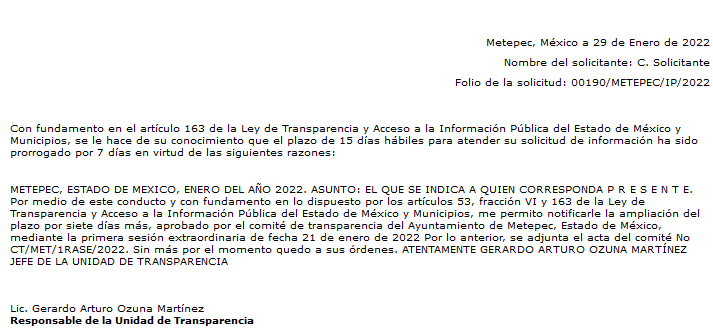 Metepec, México a 29 de Enero de 2022
Nombre del solicitante: C. Solicitante
Folio de la solicitud: 00190/METEPEC/IP/2022
Con fundamento en el artículo 163 de la Ley de Transparencia y Acceso a la Información Pública del Estado de México y
Municipios, se le hace de su conocimiento que el plazo de 15 días hábiles para atender su solicitud de información ha sido
prorrogado por 7 días en virtud de las siguientes razones:
METEPEC, ESTADO DE MEXICO, ENERO DEL AÑO 2022. ASUNTO: EL QUE SE INDICA A QUIEN CORRESPONDA P R E S E N T E.
Por medio de este conducto y con fundamento en lo dispuesto por los artículos 53, fracción VI y 163 de la Ley de
Transparencia y Acceso a la Información Pública del Estado de México y Municipios, me permito notificarle la ampliación del
plazo por siete días más, aprobado por el comité de transparencia del Ayuntamiento de Metepec, Estado de México,
mediante la primera sesión extraordinaria de fecha 21 de enero de 2022 Por lo anterior, se adjunta el acta del comité No
CT/MET/1RASE/2022. Sin más por el momento quedo a sus órdenes. ATENTAMENTE GERARDO ARTURO OZUNA MARTÍNEZ
JEFE DE LA UNIDAD DE TRANSPARENCIA
Lic. Gerardo Arturo Ozuna Martínez
Responsable de la Unidad de Transparencia